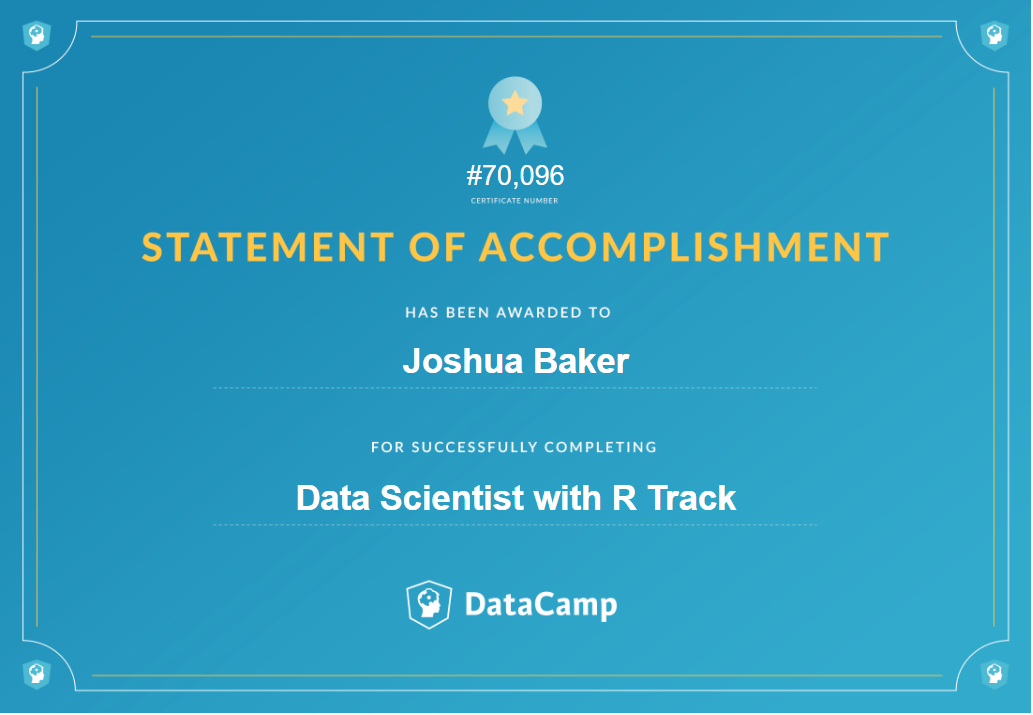 #70,096
CERTIFICATE NUMBER
STATEMENT OF ACCOMPLISHMENT
HAS BEEN AWARDED TO
Joshua Baker
FOR SUCCESSFULLY COMPLETING
Data Scientist with R Track
DataCamp